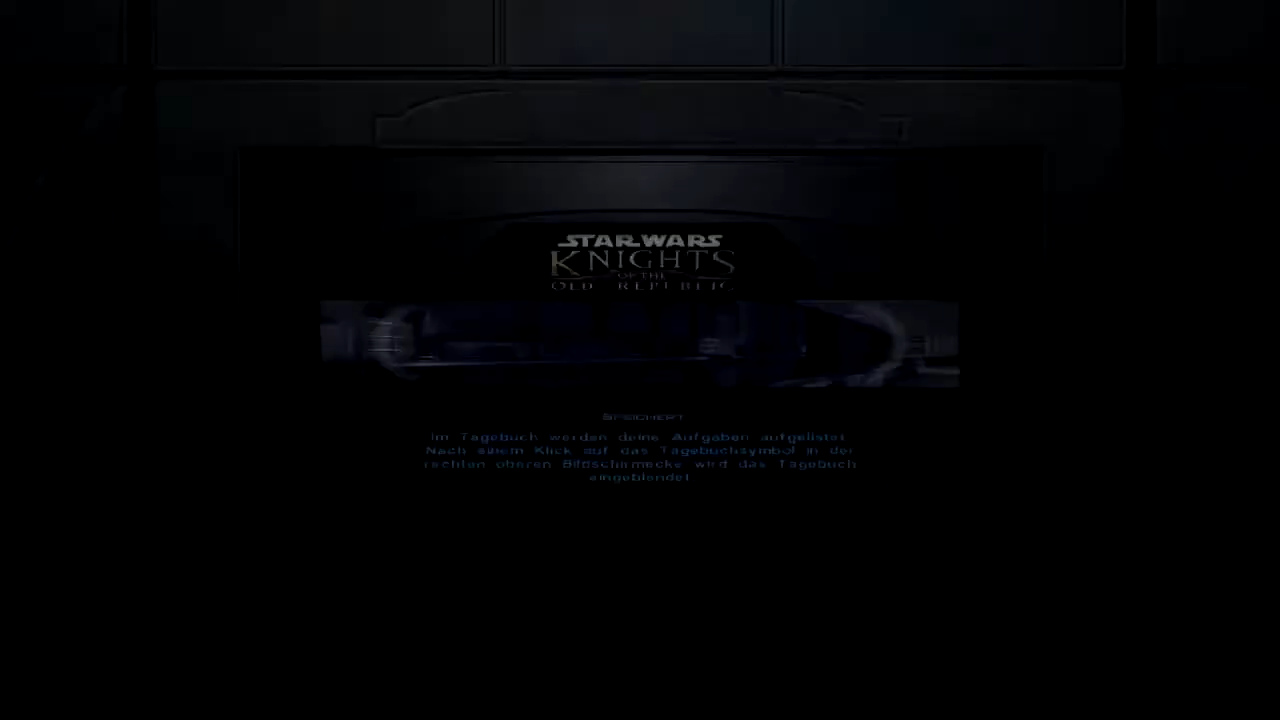 STAR WARS
KNIGHTS
OF THE
OLD REPUBLIC
SPEICHERT
Im Tagebuch werden deine Aufgaben aufgelistet.
Nach einem Klick auf das Tagebuchsymbol in der
rechten oberen Bildschirmecke wird das Tagebuch
eingeblendet.